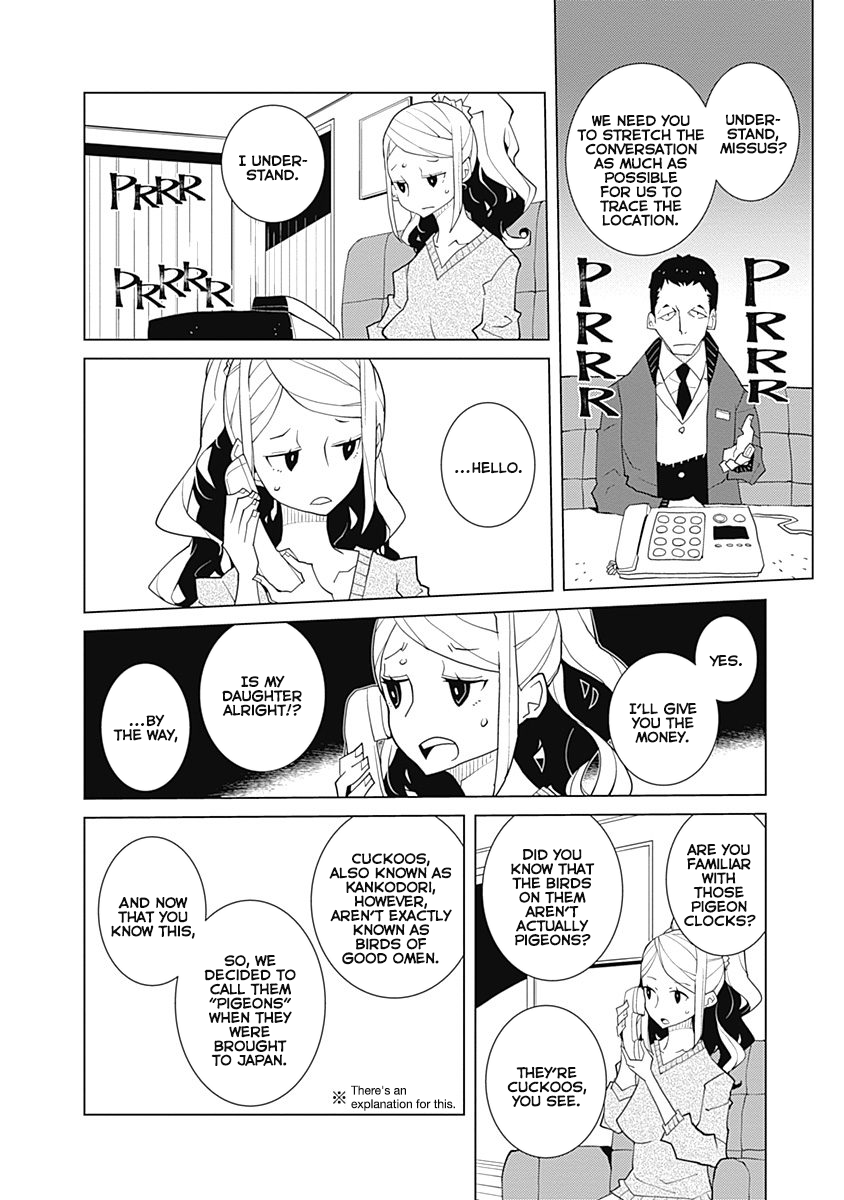 UNDER-
STAND,
MISSUS?
WE NEED YOU
TO STRETCH THE
CONVERSATION
AS MUCH AS
POSSIBLE
FOR US TO
TRACE THE
LOCATION.
PRRR
PRRR
I UNDER-
STAND.
PRRR
PRRRR
...HELLO.
YES.
I'LL GIVE
YOU THE
MONEY.
IS MY
DAUGHTER
ALRIGHT!?
...BY
THE WAY,
ARE YOU
FAMILIAR
WITH
THOSE
PIGEON
CLOCKS?
DID YOU
KNOW THAT
THE BIRDS
ON THEM
AREN'T
ACTUALLY
PIGEONS?
THEY'RE
CUCKOOS,
YOU SEE.
CUCKOOS,
ALSO KNOWN AS
KANKODORI,
HOWEVER,
AREN'T EXACTLY
KNOWN AS
BIRDS OF
GOOD OMEN.
SO, WE
DECIDED TO
CALL THEM
"PIGEONS"
WHEN THEY
WERE
BROUGHT
TO JAPAN.
AND NOW
THAT YOU
KNOW THIS,
※ There's an
explanation for this.